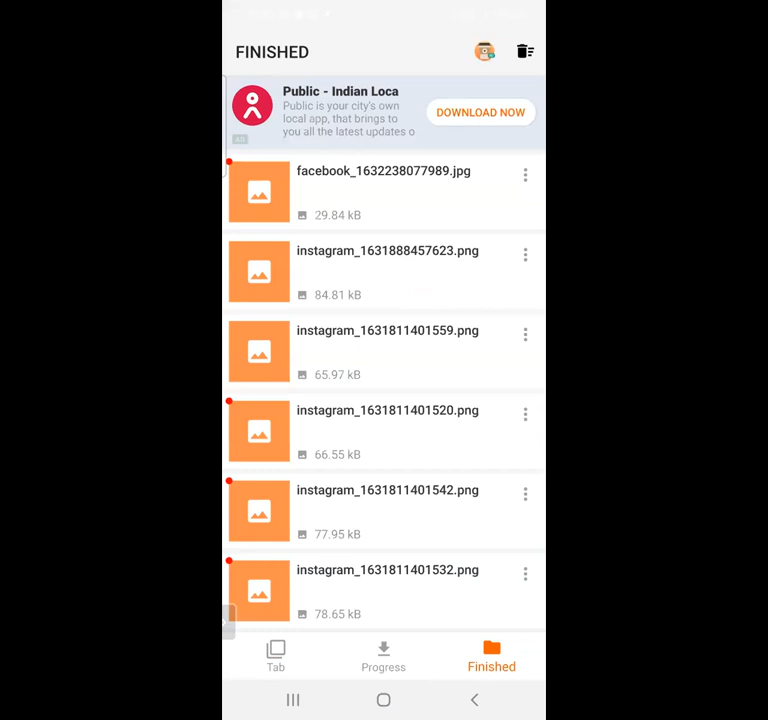 FINISHED
Public - Indian Loca
Public is your city's own
local app, that brings to
you all the latest updates o
DOWNLOAD NOW
facebook_1632238077989.jpg
29.84 kB
instagram_1631888457623.png
84.81 kB
instagram_1631811401559.png
65.97 kB
instagram_1631811401520.png
66.55 kB
instagram_1631811401542.png
77.95 kB
instagram_1631811401532.png
78.65 kB
Tab
Progress
Finished